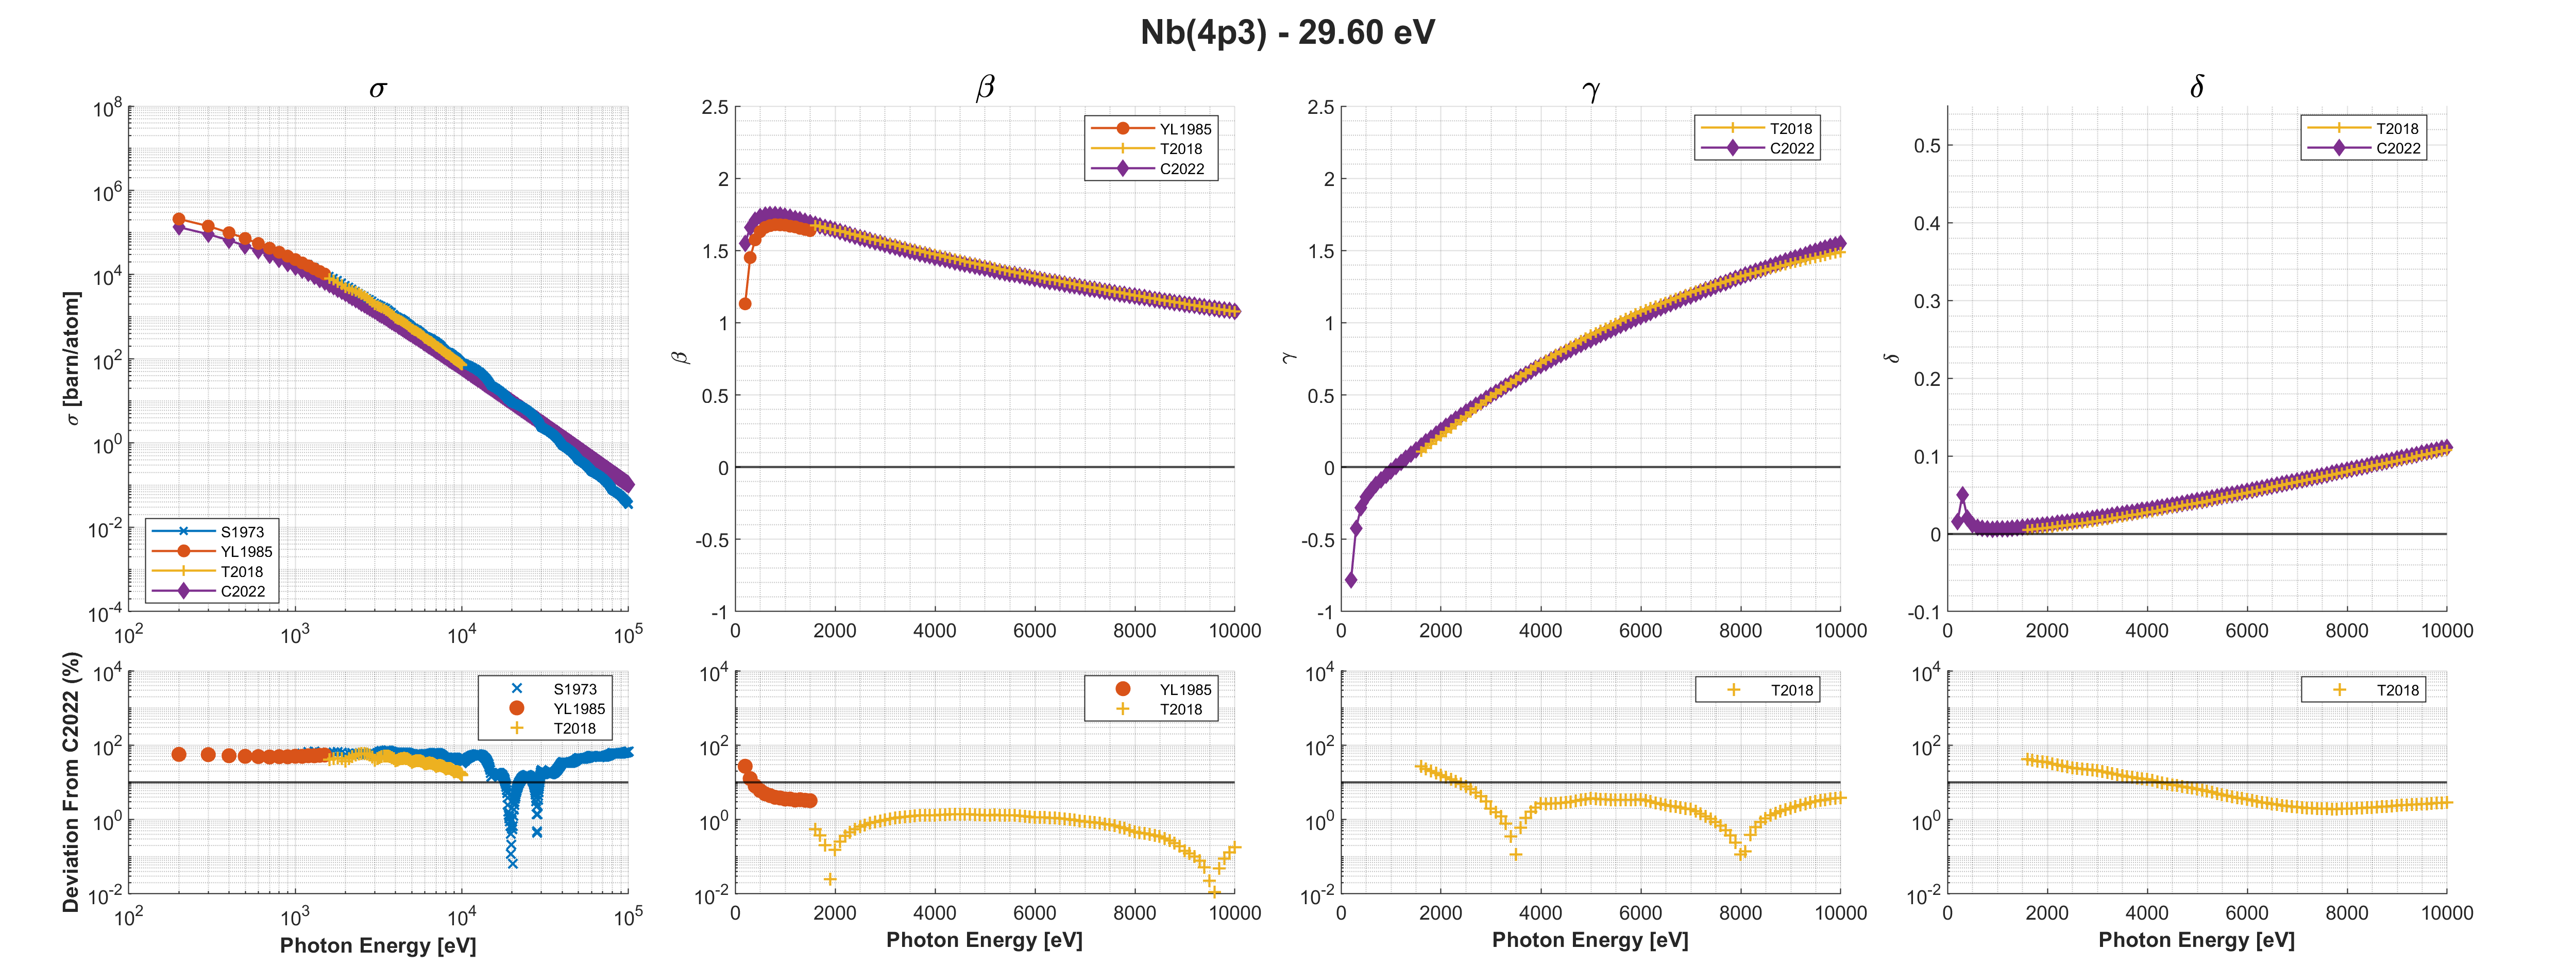 Nb(4p3) - 29.60 eV
σ
10^8
10^6
10^4
10^2
10^0
10^-2
10^-4
10^2
10^3
10^4
10^5
σ [barn/atom]
S1973
YL1985
T2018
C2022
β
2.5
2
1.5
1
0.5
0
-0.5
-1
0
2000
4000
6000
8000
10000
β
YL1985
T2018
C2022
γ
2.5
2
1.5
1
0.5
0
-0.5
-1
0
2000
4000
6000
8000
10000
γ
T2018
C2022
δ
0.5
0.4
0.3
0.2
0.1
0
-0.1
0
2000
4000
6000
8000
10000
δ
T2018
C2022
Deviation From C2022 (%)
10^4
10^2
10^0
10^-2
10^2
10^3
10^4
10^5
Photon Energy [eV]
S1973
YL1985
T2018
10^4
10^2
10^0
10^-2
0
2000
4000
6000
8000
10000
Photon Energy [eV]
YL1985
T2018
10^4
10^2
10^0
10^-2
0
2000
4000
6000
8000
10000
Photon Energy [eV]
T2018
10^4
10^2
10^0
10^-2
0
2000
4000
6000
8000
10000
Photon Energy [eV]
T2018